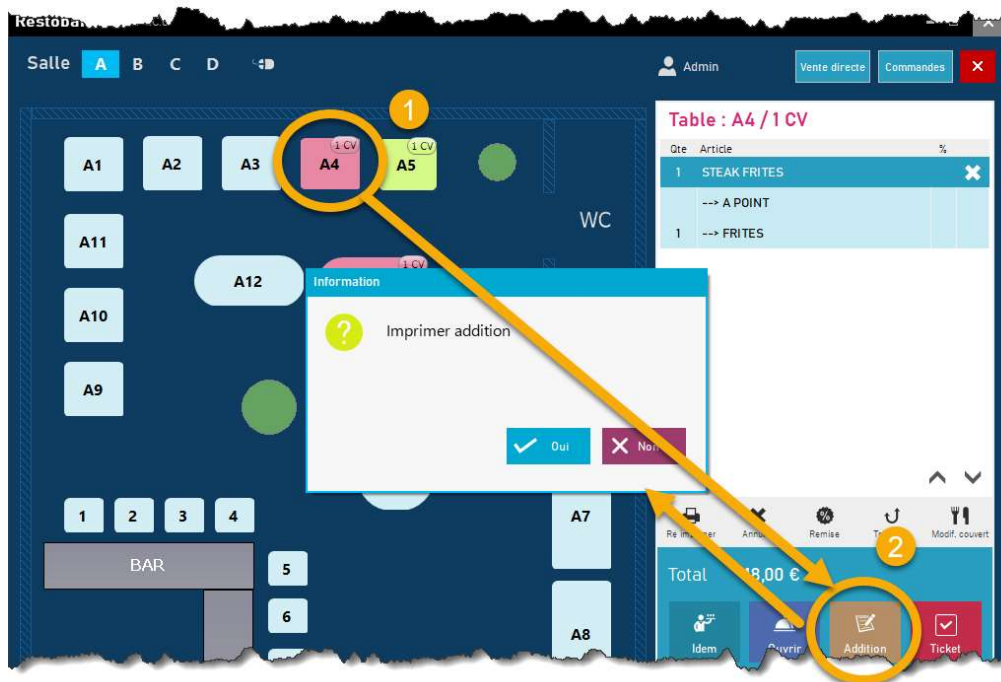 Salle A B C D
Admin
Vente directe
Commandes
1
A1
A2
A3
1 CV
A4
1 CV
A5
WC
A11
A12
1 CV
A10
A9
Information
Imprimer addition
Oui
1
2
3
4
BAR
5
6
A7
A8
Table : A4 / 1 CV
Qte Article %
1 STEAK FRITES
--> A POINT
1 --> FRITES
Remise
Modif. couvert
2
Total
Idem
Ouvrir
Addition
Ticket